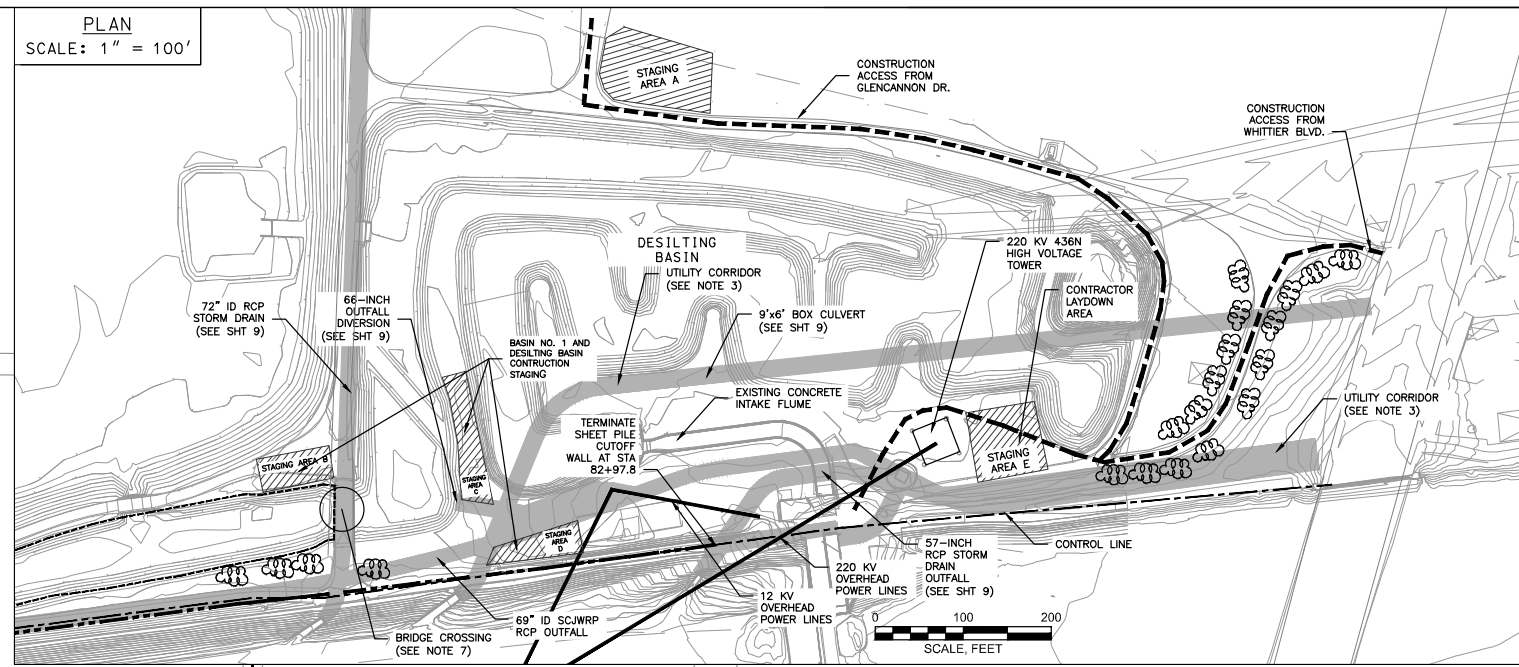 PLAN
SCALE: 1" = 100'
STAGING
AREA A
CONSTRUCTION
ACCESS FROM
GLENCANNON DR.
CONSTRUCTION
ACCESS FROM
WHITTIER BLVD.
DESILTING
BASIN
UTILITY CORRIDOR
(SEE NOTE 3)
220 KV 436N
HIGH VOLTAGE
TOWER
CONTRACTOR
LAYDOWN
AREA
72" ID RCP
STORM DRAIN
(SEE SHT 9)
66-INCH
OUTFALL
DIVERSION
(SEE SHT 9)
9'x6' BOX CULVERT
(SEE SHT 9)
BASIN NO. 1 AND
DESILTING BASIN
CONTRUCTION
STAGING
EXISTING CONCRETE
INTAKE FLUME
UTILITY CORRIDOR
(SEE NOTE 3)
TERMINATE
SHEET PILE
CUTOFF
WALL AT STA
82+97.8
STAGING AREA B
STAGING
AREA
C
STAGING
AREA E
STAGING
AREA
D
57-INCH
RCP STORM
DRAIN
OUTFALL
(SEE SHT 9)
CONTROL LINE
220 KV
OVERHEAD
POWER LINES
12 KV
OVERHEAD
POWER LINES
69" ID SCJWRP
RCP OUTFALL
BRIDGE CROSSING
(SEE NOTE 7)
0 100 200
SCALE, FEET